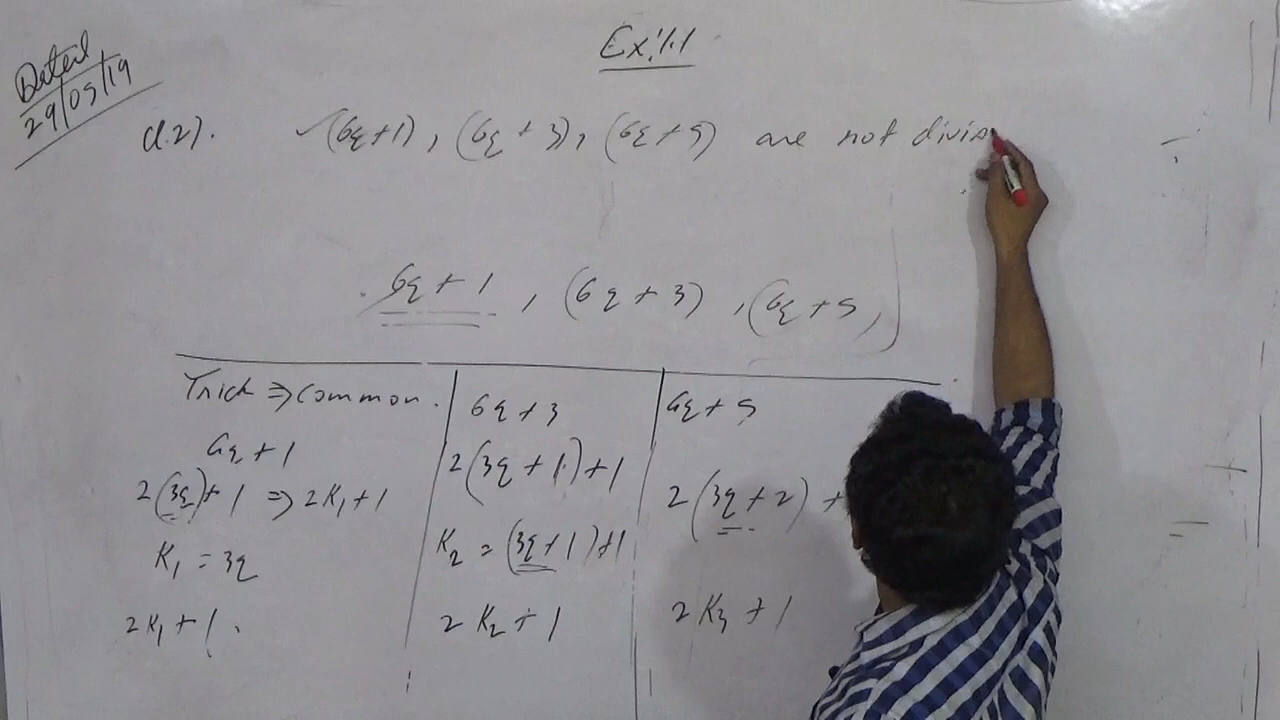 Dated
29/05/19
Ex:1.1
Q.2).
(6q+1), (6q+3), (6q+5) are not divis
6q+1, (6q+3), (6q+5,
Trick ⇒ common.
6q+1
2(3q)+1 ⇒ 2K₁+1
K₁ = 3q
2K₁+1.
6q+3
2(3q+1)+1
K₂ = (3q+1)+1
2K₂+1
6q+5
2(3q+2)+
2K₃+1